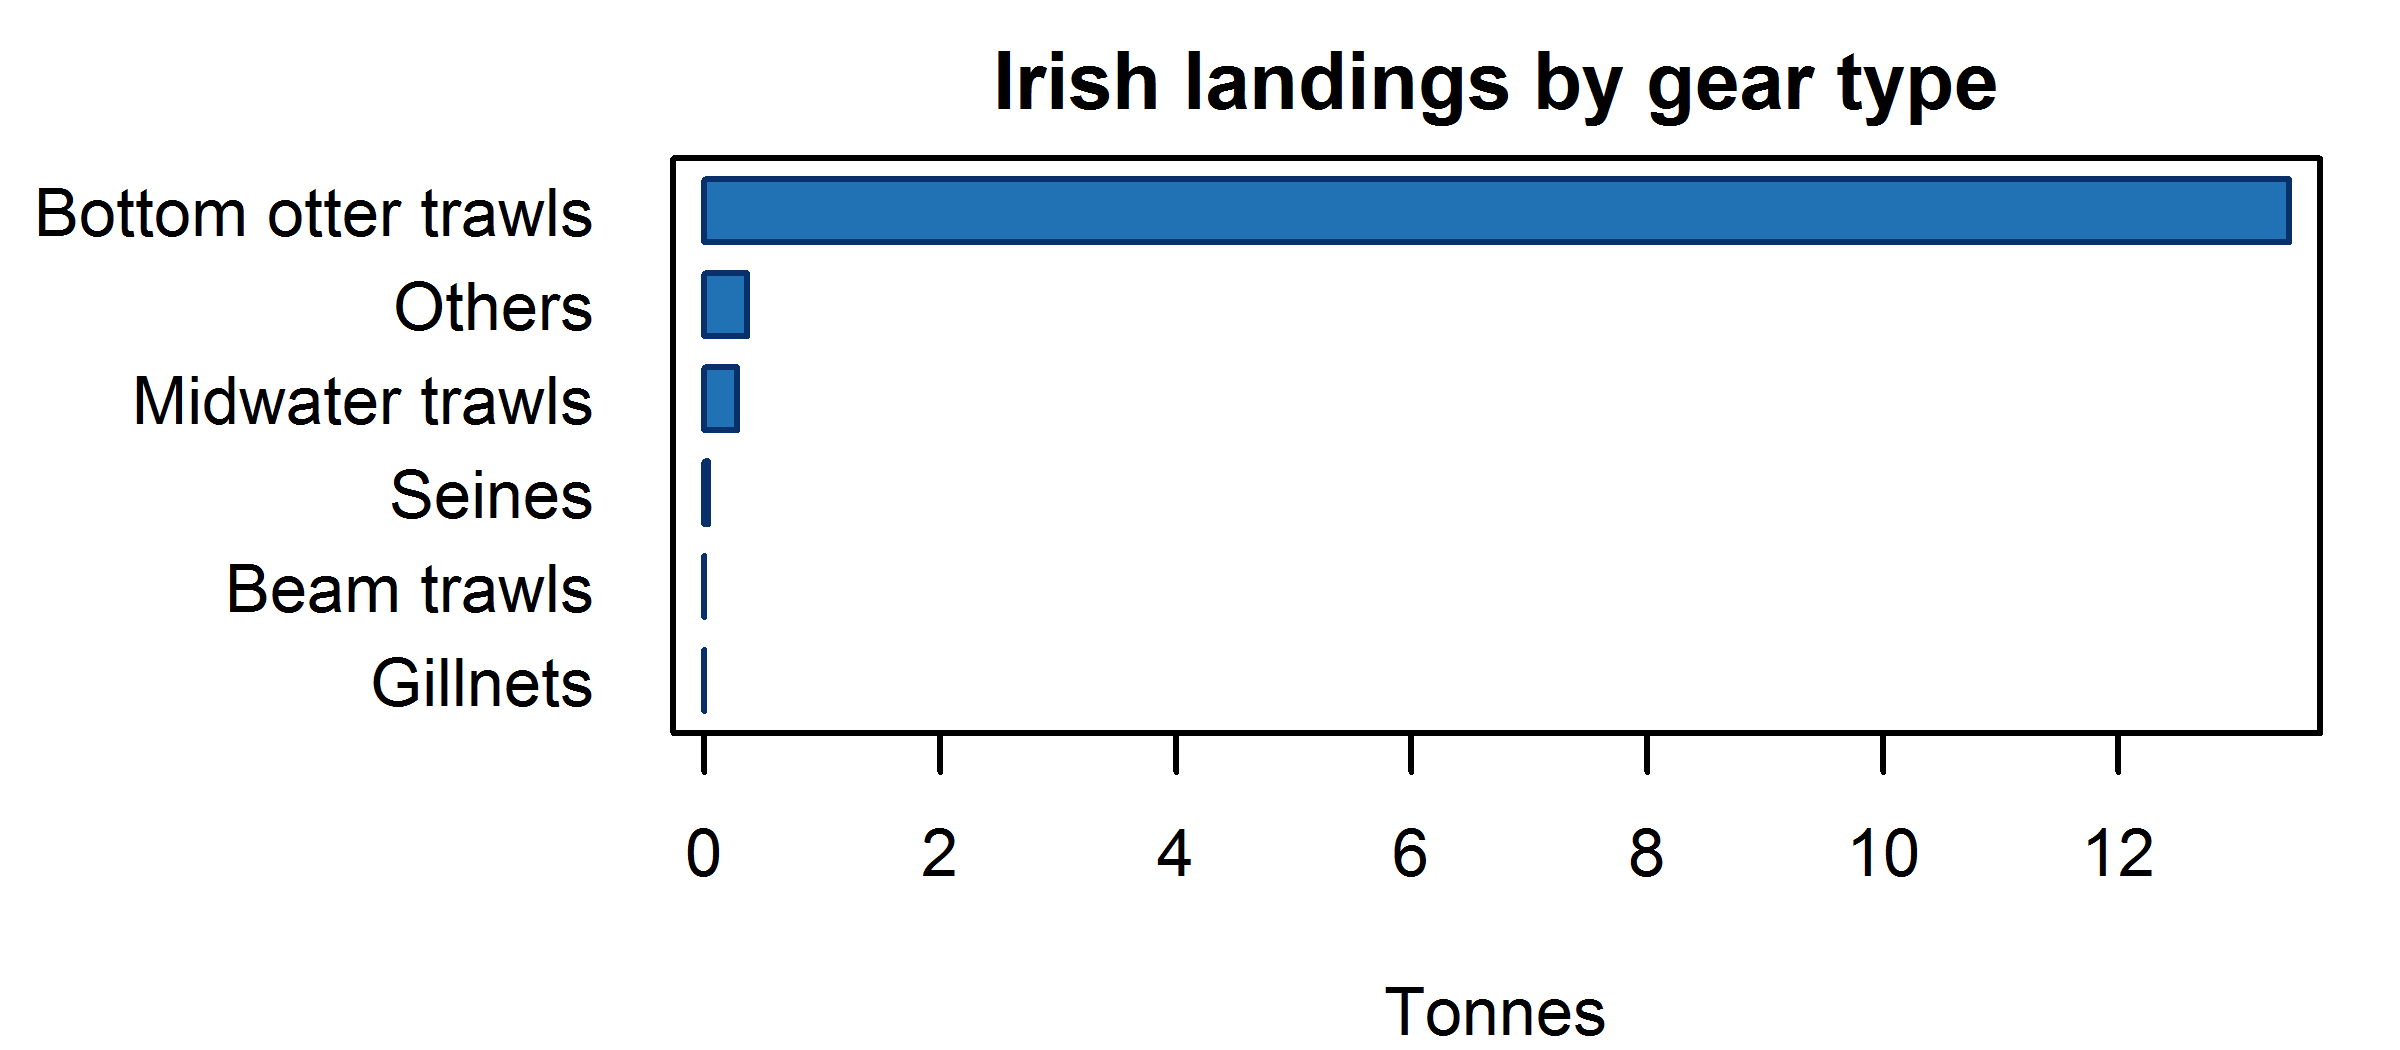 Irish landings by gear type
Bottom otter trawls
Others
Midwater trawls
Seines
Beam trawls
Gillnets
0 2 4 6 8 10 12
Tonnes